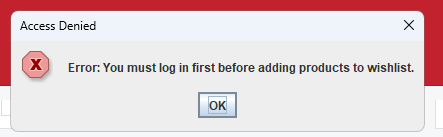 Access Denied
Error: You must log in first before adding products to wishlist.
OK